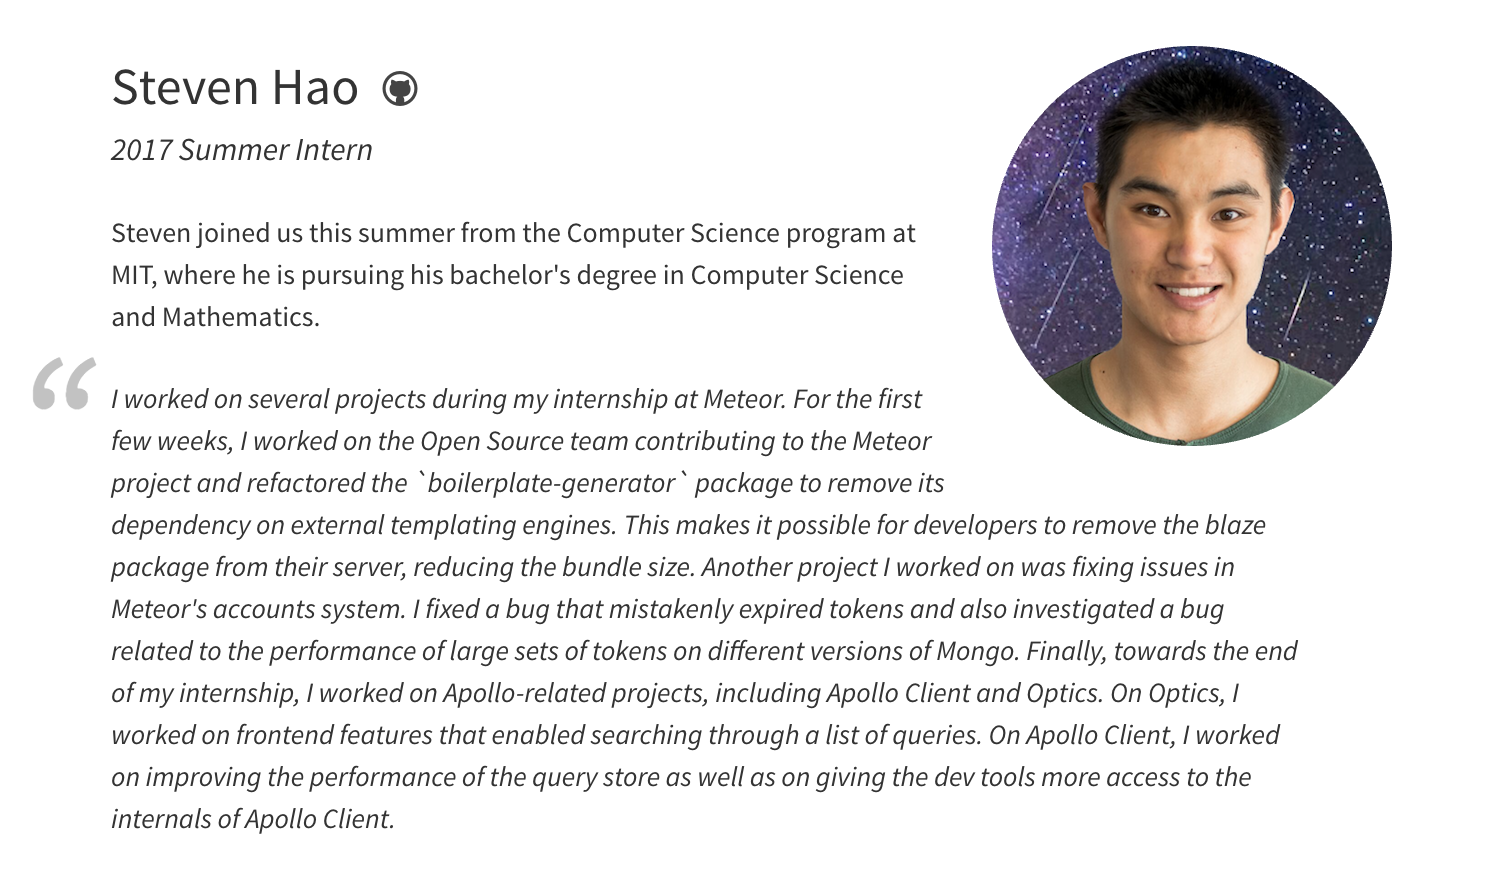 Steven Hao
2017 Summer Intern
Steven joined us this summer from the Computer Science program at
MIT, where he is pursuing his bachelor's degree in Computer Science
and Mathematics.
“
I worked on several projects during my internship at Meteor. For the first
few weeks, I worked on the Open Source team contributing to the Meteor
project and refactored the `boilerplate-generator` package to remove its
dependency on external templating engines. This makes it possible for developers to remove the blaze
package from their server, reducing the bundle size. Another project I worked on was fixing issues in
Meteor's accounts system. I fixed a bug that mistakenly expired tokens and also investigated a bug
related to the performance of large sets of tokens on different versions of Mongo. Finally, towards the end
of my internship, I worked on Apollo-related projects, including Apollo Client and Optics. On Optics, I
worked on frontend features that enabled searching through a list of queries. On Apollo Client, I worked
on improving the performance of the query store as well as on giving the dev tools more access to the
internals of Apollo Client.